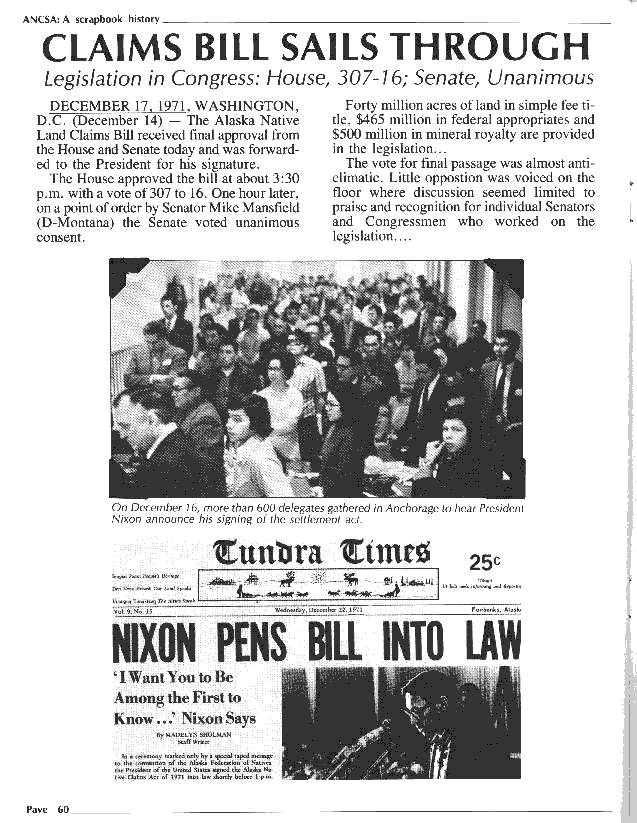 ANCSA: A scrapbook history
CLAIMS BILL SAILS THROUGH
Legislation in Congress: House, 307-16; Senate, Unanimous
DECEMBER 17, 1971, WASHINGTON,
D.C. (December 14) — The Alaska Native
Land Claims Bill received final approval from
the House and Senate today and was forward-
ed to the President for his signature.
The House approved the bill at about 3:30
p.m. with a vote of 307 to 16. One hour later,
on a point of order by Senator Mike Mansfield
(D-Montana) the Senate voted unanimous
consent.
Forty million acres of land in simple fee ti-
tle, $465 million in federal appropriates and
$500 million in mineral royalty are provided
in the legislation...
The vote for final passage was almost anti-
climatic. Little oppostion was voiced on the
floor where discussion seemed limited to
praise and recognition for individual Senators
and Congressmen who worked on the
legislation....
On December 16, more than 600 delegates gathered in Anchorage to hear President
Nixon announce his signing of the settlement act.
Tundra Times
25c
Vol. 9, No. 15
Wednesday, December 22, 1971
Fairbanks, Alaska
NIXON PENS BILL INTO LAW
'I Want You to Be
Among the First to
Know...' Nixon Says
By MADELYN SHULMAN
Staff Writer
In a ceremony marked only by a special taped message
to the convention of the Alaska Federation of Natives
the President of the United States signed the Alaska Na
tive Claims Act of 1971 into law shortly before 1 p.m.
Pave 60